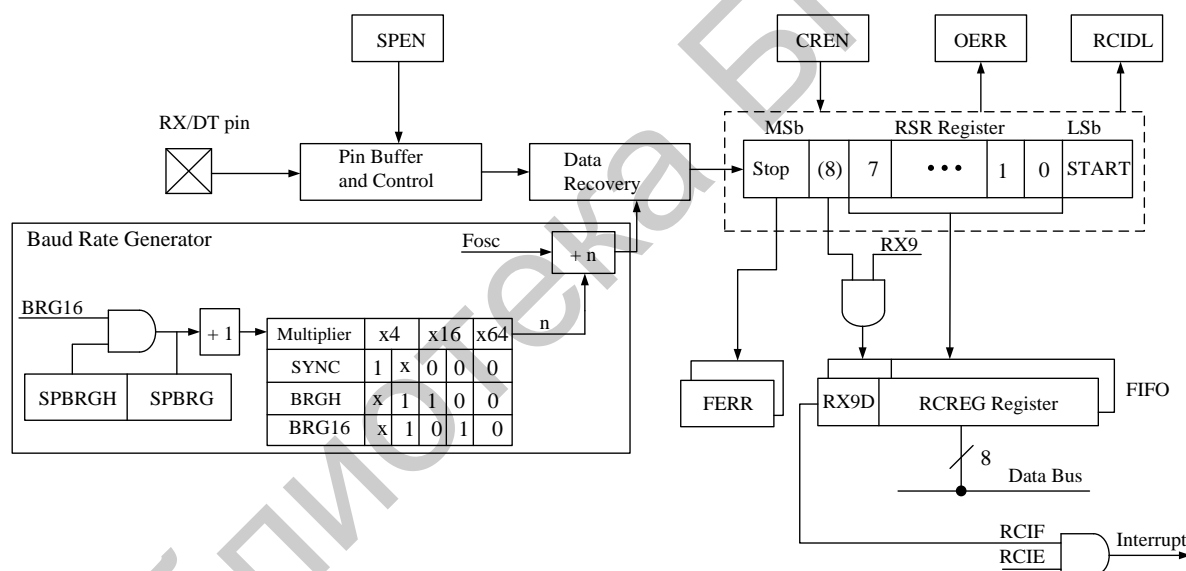 SPEN
CREN
OERR
RCIDL
RX/DT pin
MSb
RSR Register
LSb
Pin Buffer
and Control
Data
Recovery
Stop
(8)
7
•••
1
0
START
Baud Rate Generator
Fosc
+ n
RX9
BRG16
+ 1
n
Multiplier x4 x16 x64
SYNC 1 x 0 0 0
BRGH x 1 1 0 0
BRG16 x 1 0 1 0
SPBRGH
SPBRG
FERR
RX9D
RCREG Register
FIFO
8
Data Bus
RCIF
RCIE
Interrupt
блиотека Б